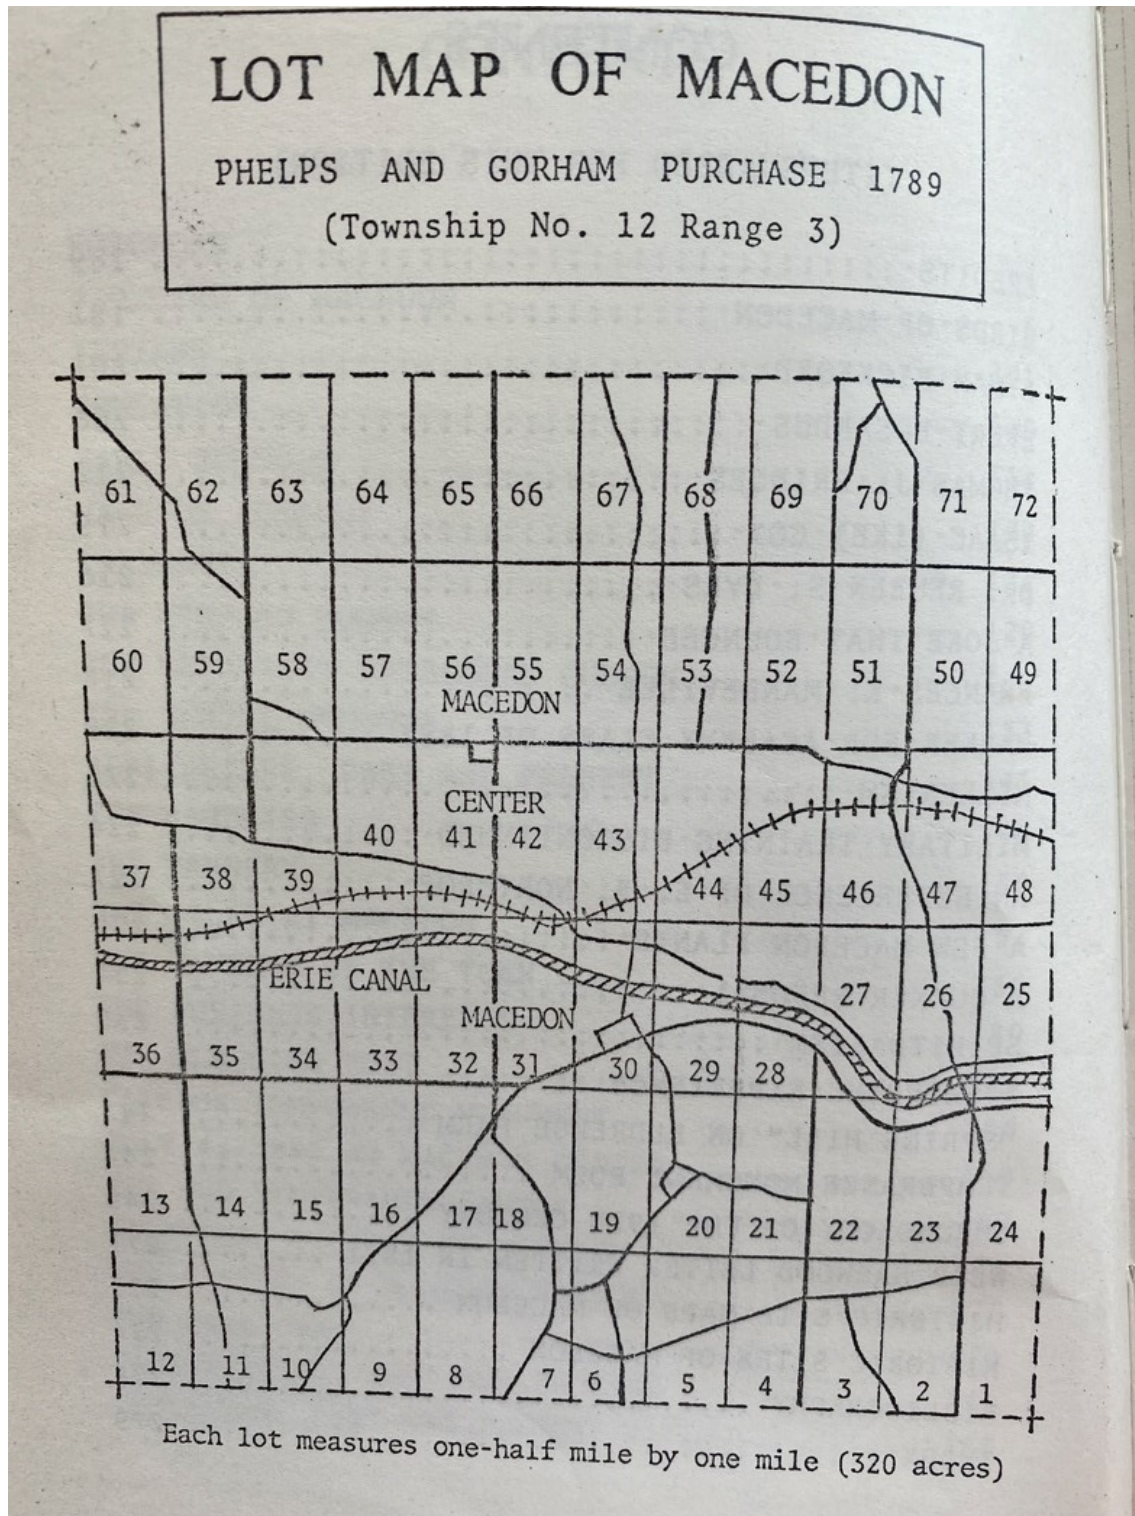 LOT MAP OF MACEDON
PHELPS AND GORHAM PURCHASE 1789
(Township No. 12 Range 3)
61 62 63 64 65 66 67 68 69 70 71 72
60 59 58 57 56 55 54 53 52 51 50 49
MACEDON
CENTER
40 41 42 43
37 38 39 44 45 46 47 48
ERIE CANAL
27 26 25
MACEDON
36 35 34 33 32 31 30 29 28
13 14 15 16 17 18 19 20 21 22 23 24
12 11 10 9 8 7 6 5 4 3 2 1
Each lot measures one-half mile by one mile (320 acres)